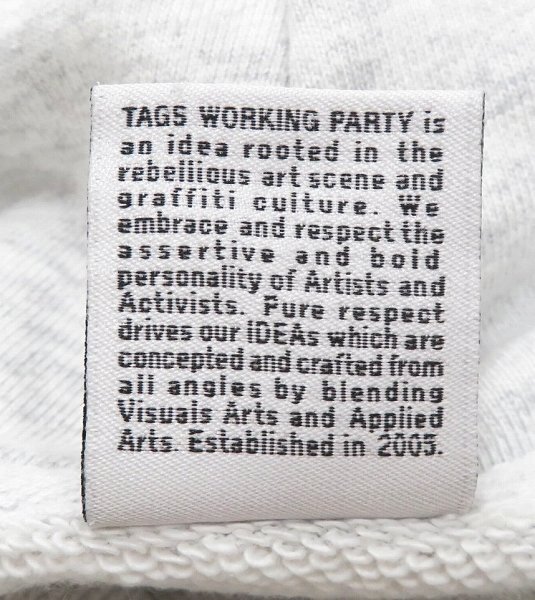 TAGS WORKING PARTY is
an idea rooted in the
rebellious art scene and
graffiti culture. We
embrace and respect the
assertive and bold
personality of Artists and
Activists. Pure respect
drives our IDEAs which are
concepted and crafted from
all angles by blending
Visuals Arts and Applied
Arts. Established in 2005.